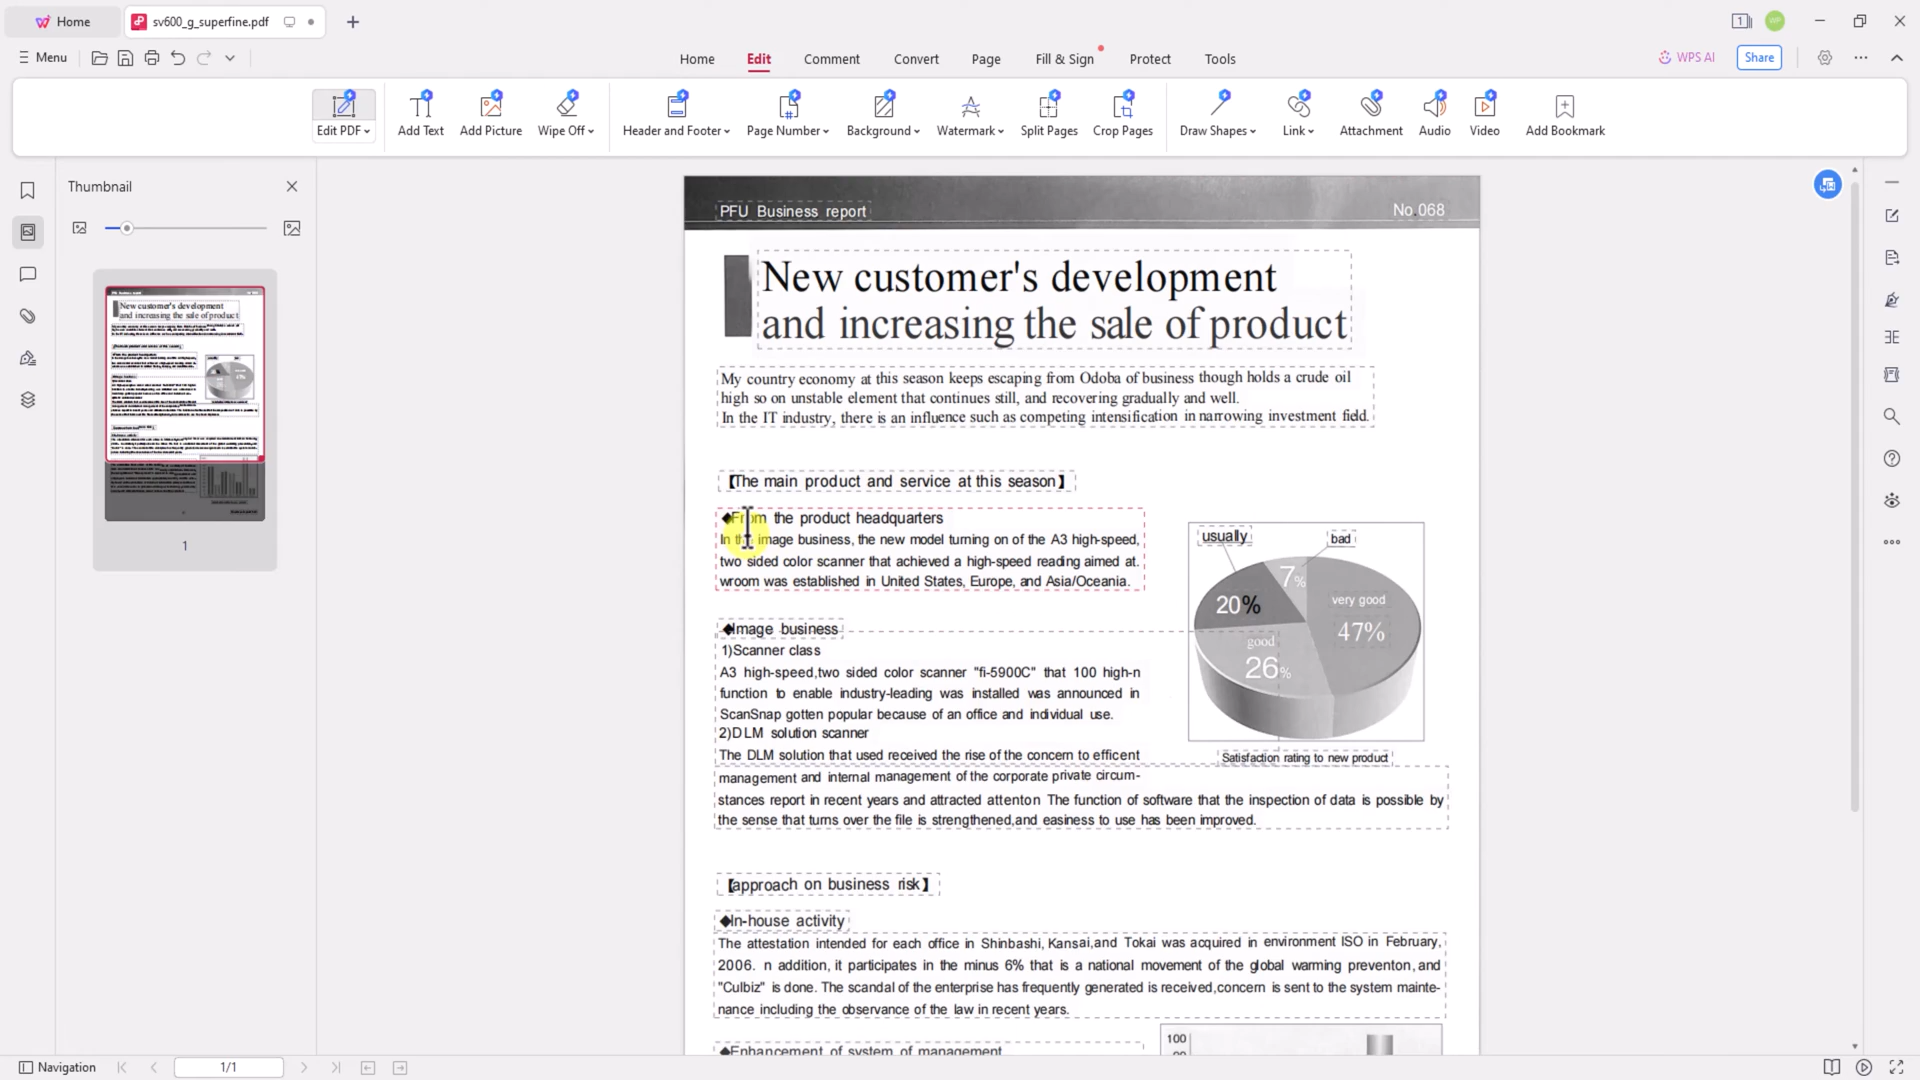 Home
sv600_g_superfine.pdf
1
WP
Menu
Home
Edit
Comment
Convert
Page
Fill & Sign
Protect
Tools
WPS AI
Share
Edit PDF
Add Text
Add Picture
Wipe Off
Header and Footer
Page Number
Background
Watermark
Split Pages
Crop Pages
Draw Shapes
Link
Attachment
Audio
Video
Add Bookmark
Thumbnail
1
PFU Business report
No.068
New customer's development
and increasing the sale of product
My country economy at this season keeps escaping from Odoba of business though holds a crude oil
high so on unstable element that continues still, and recovering gradually and well.
In the IT industry, there is an influence such as competing intensification in narrowing investment field.
【The main product and service at this season】
◆From the product headquarters
In the image business, the new model turning on of the A3 high-speed,
two sided color scanner that achieved a high-speed reading aimed at.
wroom was established in United States, Europe, and Asia/Oceania.
◆Image business
1)Scanner class
A3 high-speed,two sided color scanner "fi-5900C" that 100 high-n
function to enable industry-leading was installed was announced in
ScanSnap gotten popular because of an office and individual use.
2)DLM solution scanner
The DLM solution that used received the rise of the concern to efficent
management and internal management of the corporate private circum-
stances report in recent years and attracted attenton The function of software that the inspection of data is possible by
the sense that turns over the file is strengthened,and easiness to use has been improved.
usually
bad
7%
20%
very good
47%
good
26%
Satisfaction rating to new product
【approach on business risk】
◆In-house activity
The attestation intended for each office in Shinbashi, Kansai,and Tokai was acquired in environment ISO in February,
2006. n addition, it participates in the minus 6% that is a national movement of the global warming preventon, and
"Culbiz" is done. The scandal of the enterprise has frequently generated is received,concern is sent to the system mainte-
nance including the observance of the law in recent years.
◆Enhancement of system of management
100
Navigation
1/1